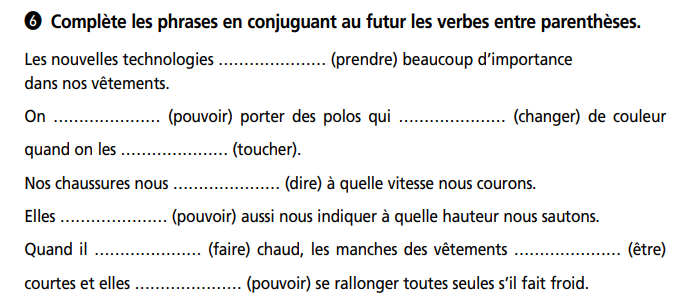 6 Complète les phrases en conjuguant au futur les verbes entre parenthèses.
Les nouvelles technologies ..................... (prendre) beaucoup d'importance
dans nos vêtements.
On ..................... (pouvoir) porter des polos qui ..................... (changer) de couleur
quand on les ..................... (toucher).
Nos chaussures nous ..................... (dire) à quelle vitesse nous courons.
Elles ..................... (pouvoir) aussi nous indiquer à quelle hauteur nous sautons.
Quand il ..................... (faire) chaud, les manches des vêtements ..................... (être)
courtes et elles ..................... (pouvoir) se rallonger toutes seules s'il fait froid.